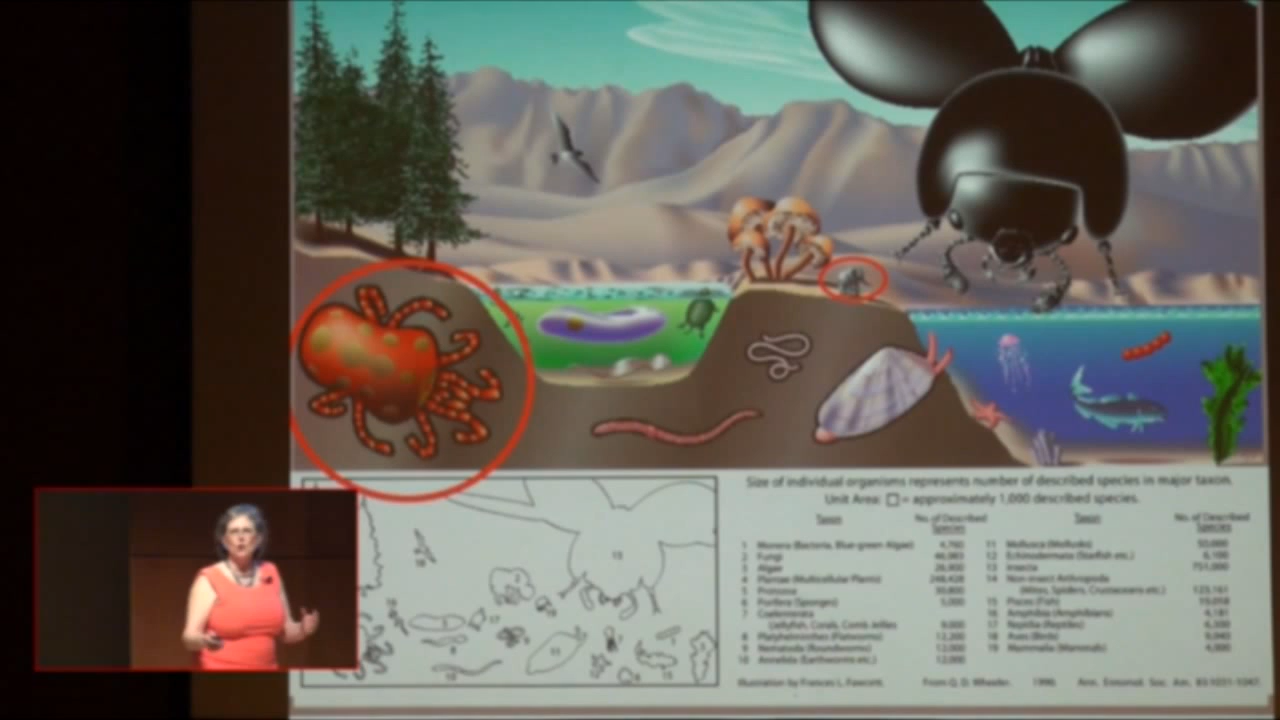 Size of individual organisms represents number of described species in major taxon.
Unit Area: □ = approximately 1,000 described species.
Taxon No. of Described Species Taxon No. of Described Species
1 Monera (Bacteria, Blue-green Algae) 4,760 11 Mollusca (Mollusks) 50,000
2 Fungi 46,983 12 Echinodermata (Starfish etc.) 6,100
3 Algae 26,900 13 Insecta 751,000
4 Plantae (Multicellular Plants) 248,428 14 Non-insect Arthropoda
5 Protozoa 30,800 (Mites, Spiders, Crustaceans etc.) 123,161
6 Porifera (Sponges) 5,000 15 Pisces (Fish) 19,056
7 Coelenterata 16 Amphibia (Amphibians) 4,184
(Jellyfish, Corals, Comb Jellies 9,000 17 Reptilia (Reptiles) 6,300
8 Platyhelminthes (Flatworms) 12,200 18 Aves (Birds) 9,040
9 Nematoda (Roundworms) 12,000 19 Mammalia (Mammals) 4,000
10 Annelida (Earthworms etc.) 12,000
Illustration by Frances L. Fawcett. From Q. D. Wheeler. 1990. Ann. Entomol. Soc. Am. 83:1031-1047.